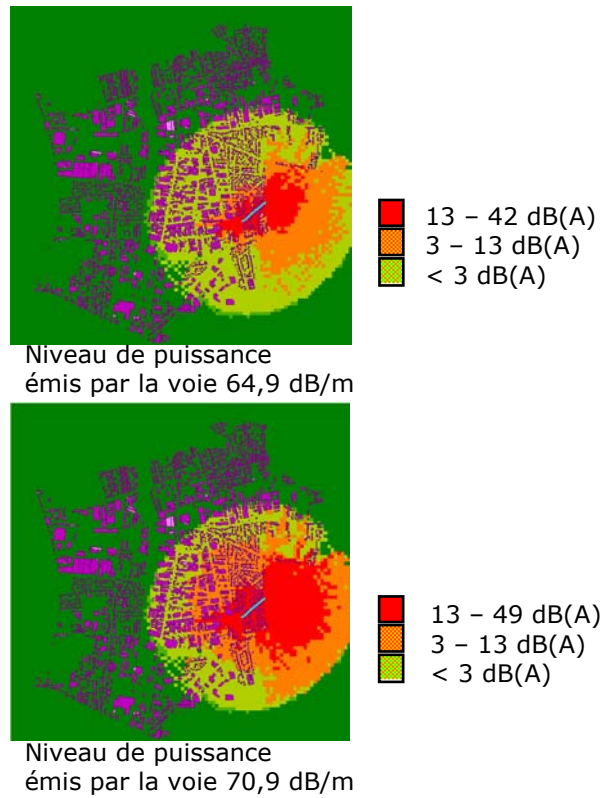 13 – 42 dB(A)
3 – 13 dB(A)
< 3 dB(A)
Niveau de puissance
émis par la voie 64,9 dB/m
13 – 49 dB(A)
3 – 13 dB(A)
< 3 dB(A)
Niveau de puissance
émis par la voie 70,9 dB/m